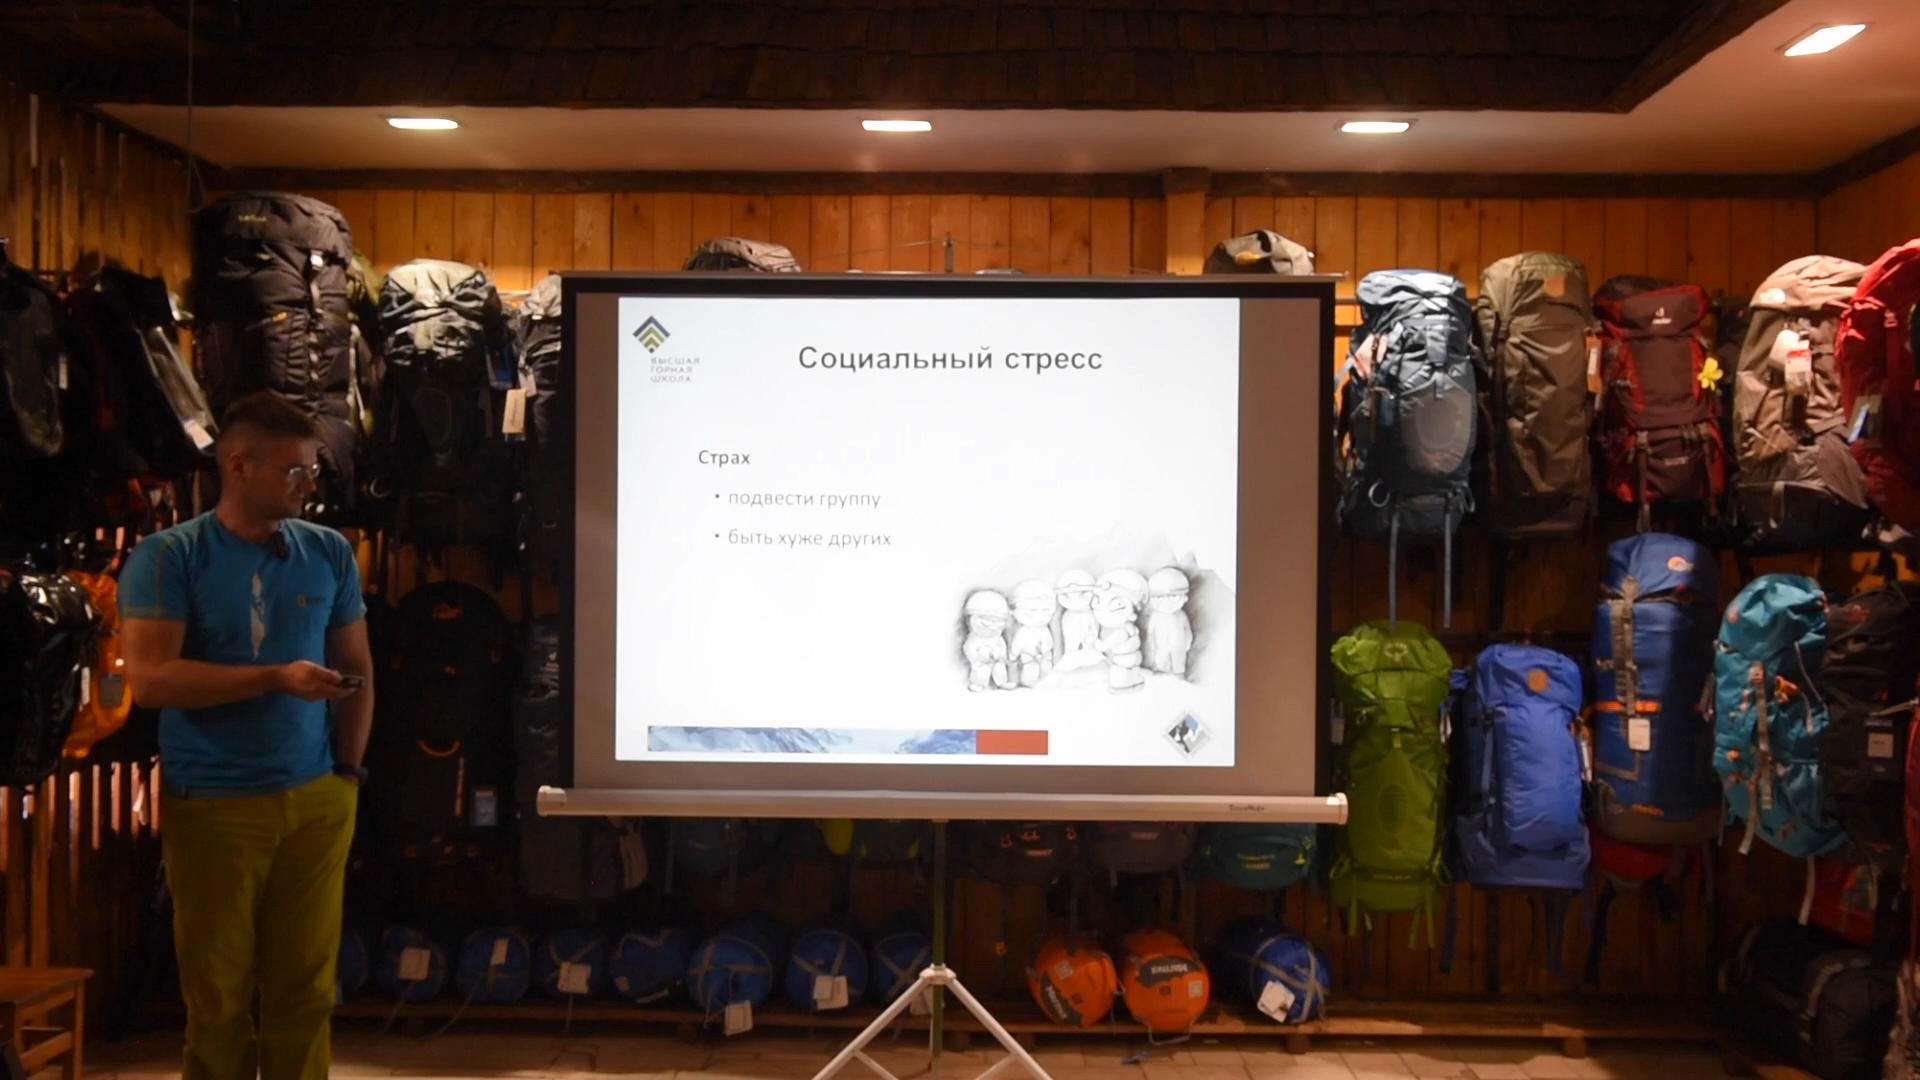 ВЫСШАЯ
ГОРНАЯ
ШКОЛА
Социальный стресс
Страх
• подвести группу
• быть хуже других